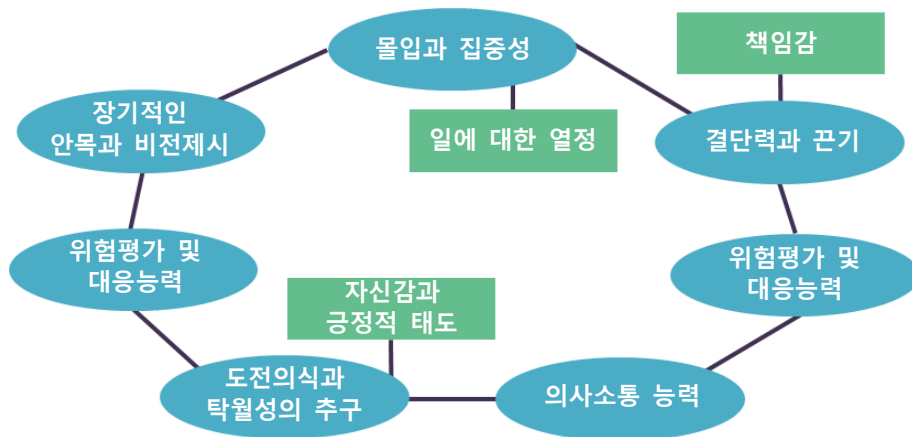 몰입과 집중성
책임감
장기적인
안목과 비전제시
일에 대한 열정
결단력과 끈기
위험평가 및
대응능력
위험평가 및
대응능력
자신감과
긍정적 태도
도전의식과
탁월성의 추구
의사소통 능력